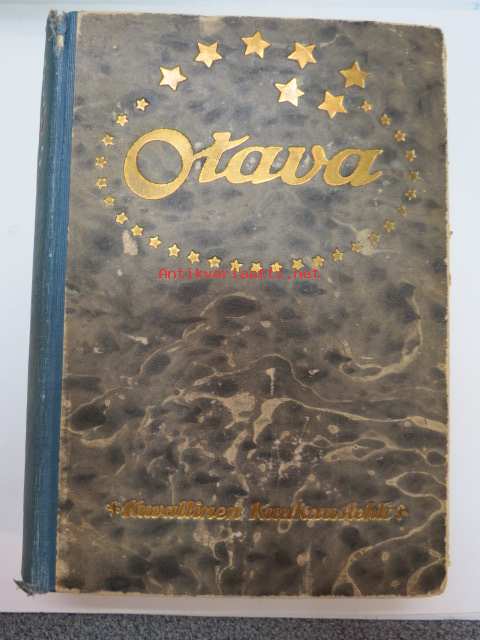 Otava
Antikvariaatti.net
Kuvallinen Kuukauslehti